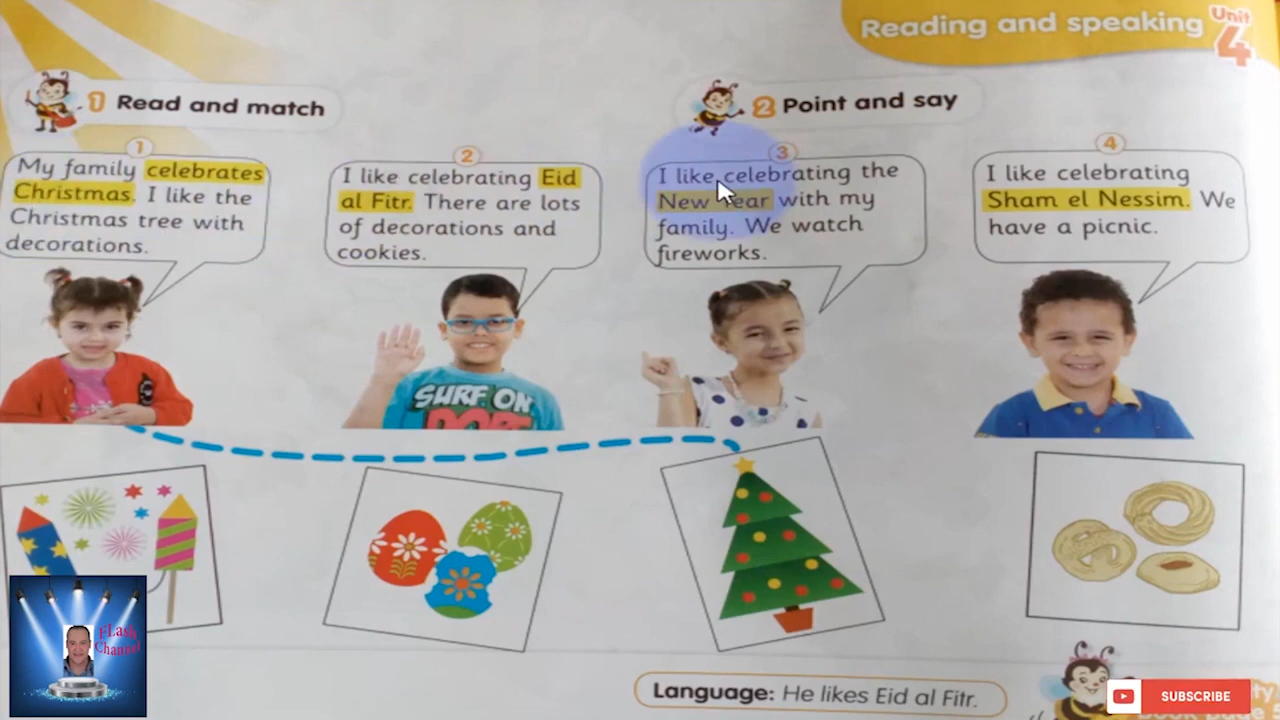 Reading and speaking
Unit
4
1 Read and match
2 Point and say
1
My family celebrates
Christmas. I like the
Christmas tree with
decorations.
2
I like celebrating Eid
al Fitr. There are lots
of decorations and
cookies.
3
I like celebrating the
New Year with my
family. We watch
fireworks.
4
I like celebrating
Sham el Nessim. We
have a picnic.
SURF ON
Language: He likes Eid al Fitr.
FLash
Channel
SUBSCRIBE